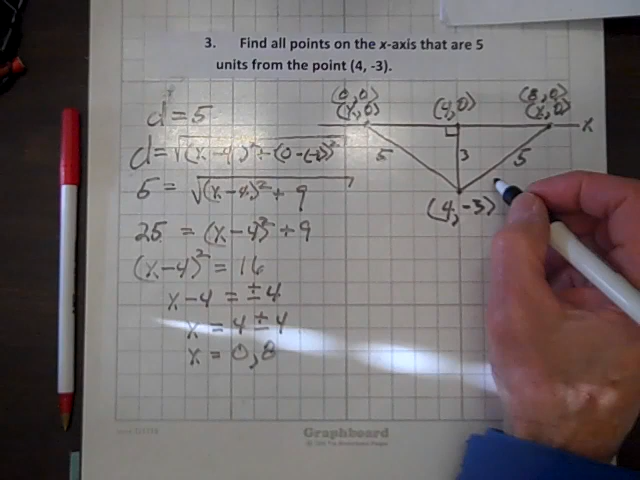 3. Find all points on the x-axis that are 5
units from the point (4, -3).
(0,0) (8,0)
(x,0) (4,0) (x,0)
x
d = 5
d = √(x-4)² + (0-(-3))²
5 3 5
5 = √(x-4)² + 9
(4,-3)
25 = (x-4)² + 9
(x-4)² = 16
x-4 = ±4
x = 4 ± 4
x = 0, 8
Graphboard